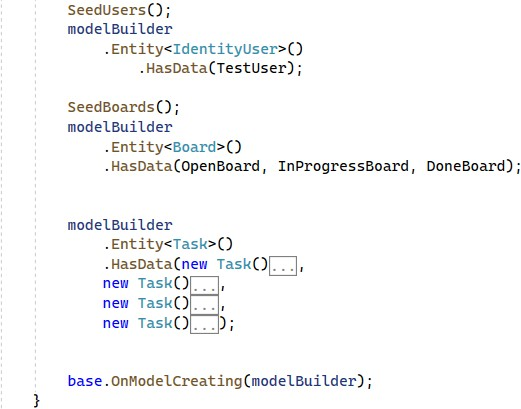 SeedUsers();
modelBuilder
.Entity<IdentityUser>()
.HasData(TestUser);
SeedBoards();
modelBuilder
.Entity<Board>()
.HasData(OpenBoard, InProgressBoard, DoneBoard);
modelBuilder
.Entity<Task>()
.HasData(new Task()...,
new Task()...,
new Task()...,
new Task()...);
base.OnModelCreating(modelBuilder);
}